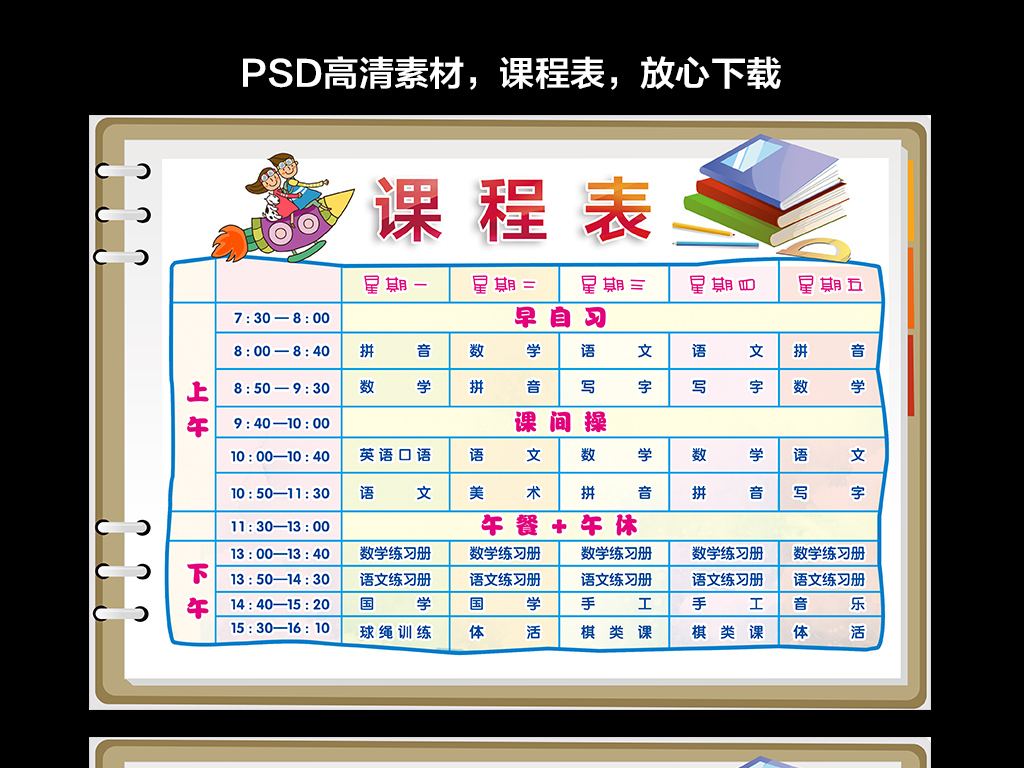 PSD高清素材，课程表，放心下载
课程表
星期一 星期二 星期三 星期四 星期五
上午
7:30—8:00 早自习
8:00—8:40 拼音 数学 语文 语文 拼音
8:50—9:30 数学 拼音 写字 写字 数学
9:40—10:00 课间操
10:00—10:40 英语口语 语文 数学 数学 语文
10:50—11:30 语文 美术 拼音 拼音 写字
11:30—13:00 午餐+午休
下午
13:00—13:40 数学练习册 数学练习册 数学练习册 数学练习册 数学练习册
13:50—14:30 语文练习册 语文练习册 语文练习册 语文练习册 语文练习册
14:40—15:20 国学 国学 手工 手工 音乐
15:30—16:10 球绳训练 体活 棋类课 棋类课 体活